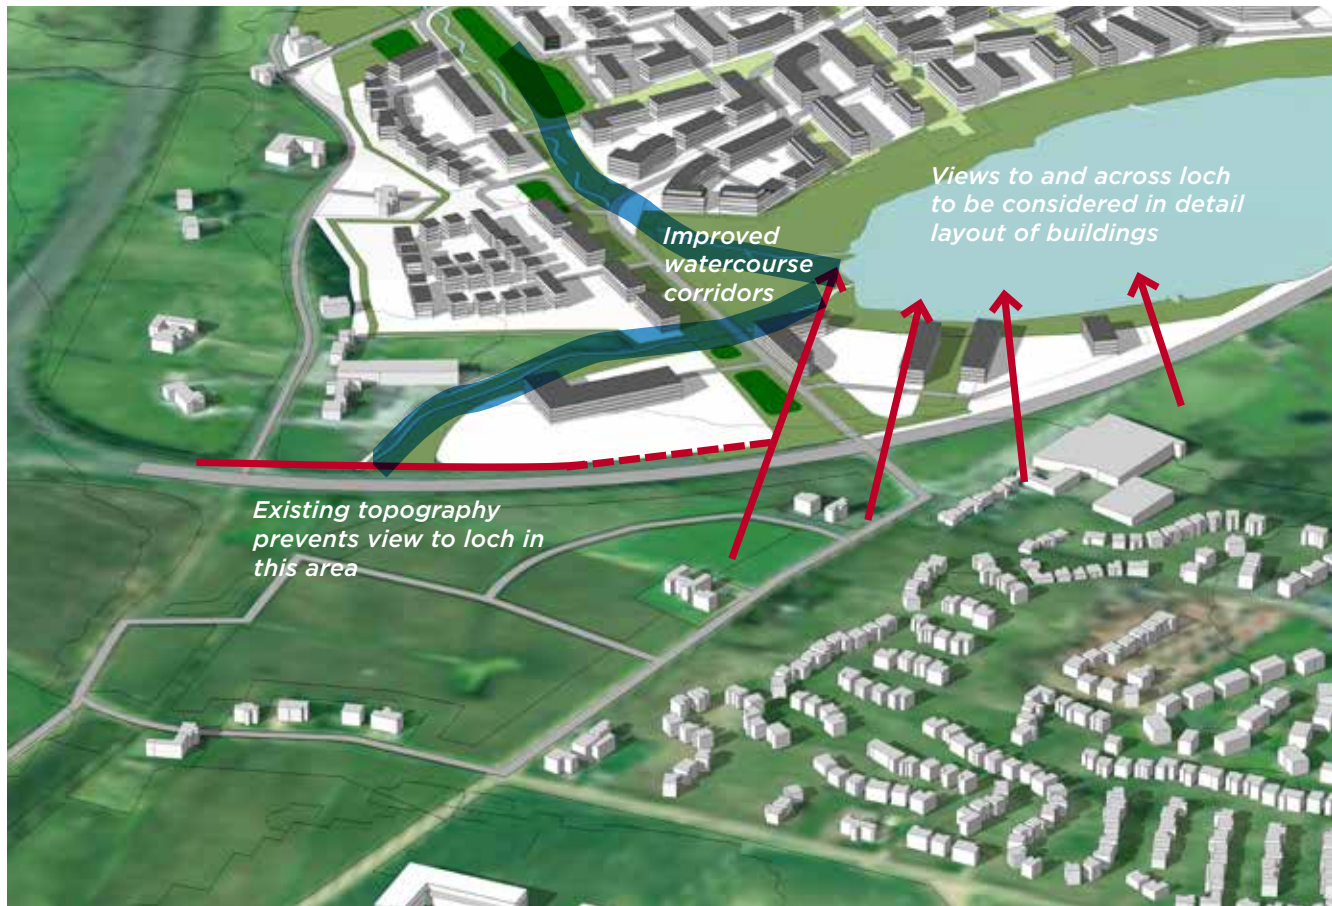 Views to and across loch
to be considered in detail
layout of buildings
Improved
watercourse
corridors
Existing topography
prevents view to loch in
this area